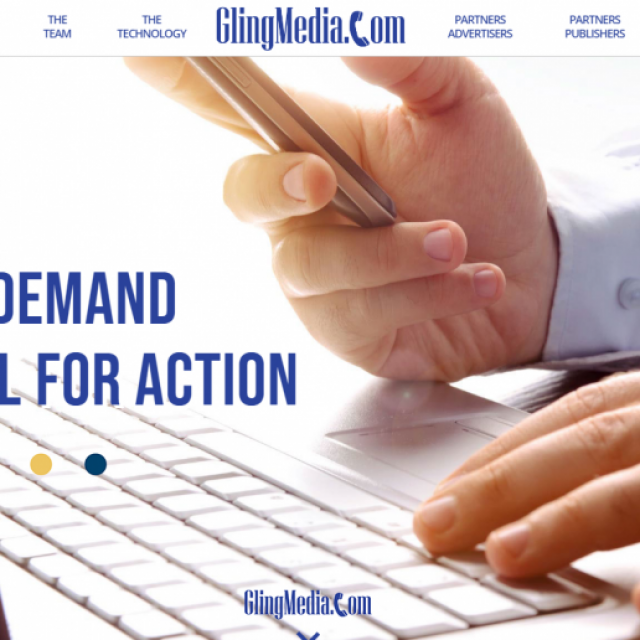 THE
TEAM
THE
TECHNOLOGY
GlingMedia.Com
PARTNERS
ADVERTISERS
PARTNERS
PUBLISHERS
DEMAND
L FOR ACTION
GlingMedia.Com